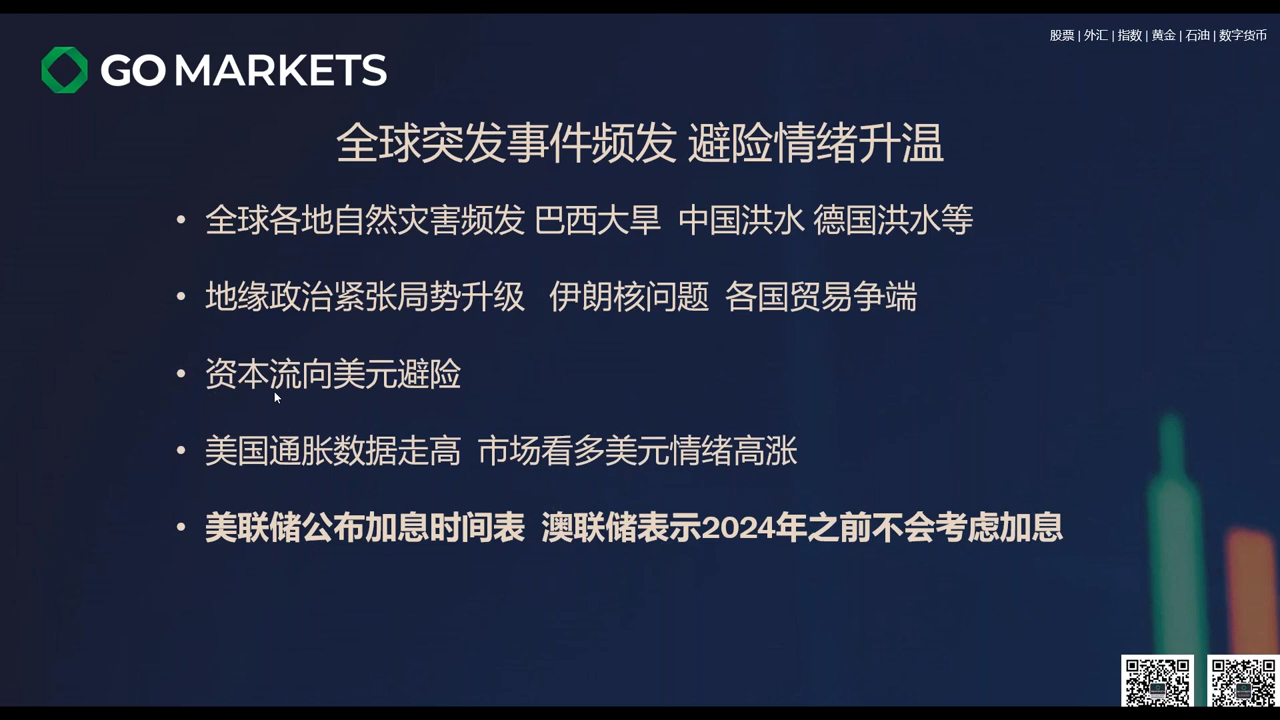 股票 | 外汇 | 指数 | 黄金 | 石油 | 数字货币
GO MARKETS
全球突发事件频发 避险情绪升温
• 全球各地自然灾害频发 巴西大旱 中国洪水 德国洪水等
• 地缘政治紧张局势升级 伊朗核问题 各国贸易争端
• 资本流向美元避险
• 美国通胀数据走高 市场看多美元情绪高涨
• 美联储公布加息时间表 澳联储表示2024年之前不会考虑加息